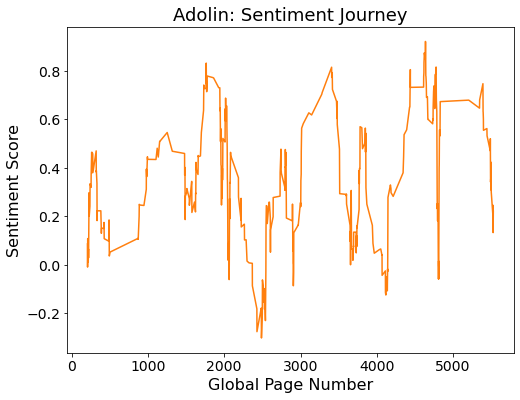 Adolin: Sentiment Journey
Sentiment Score
0.8
0.6
0.4
0.2
0.0
−0.2
0 1000 2000 3000 4000 5000
Global Page Number